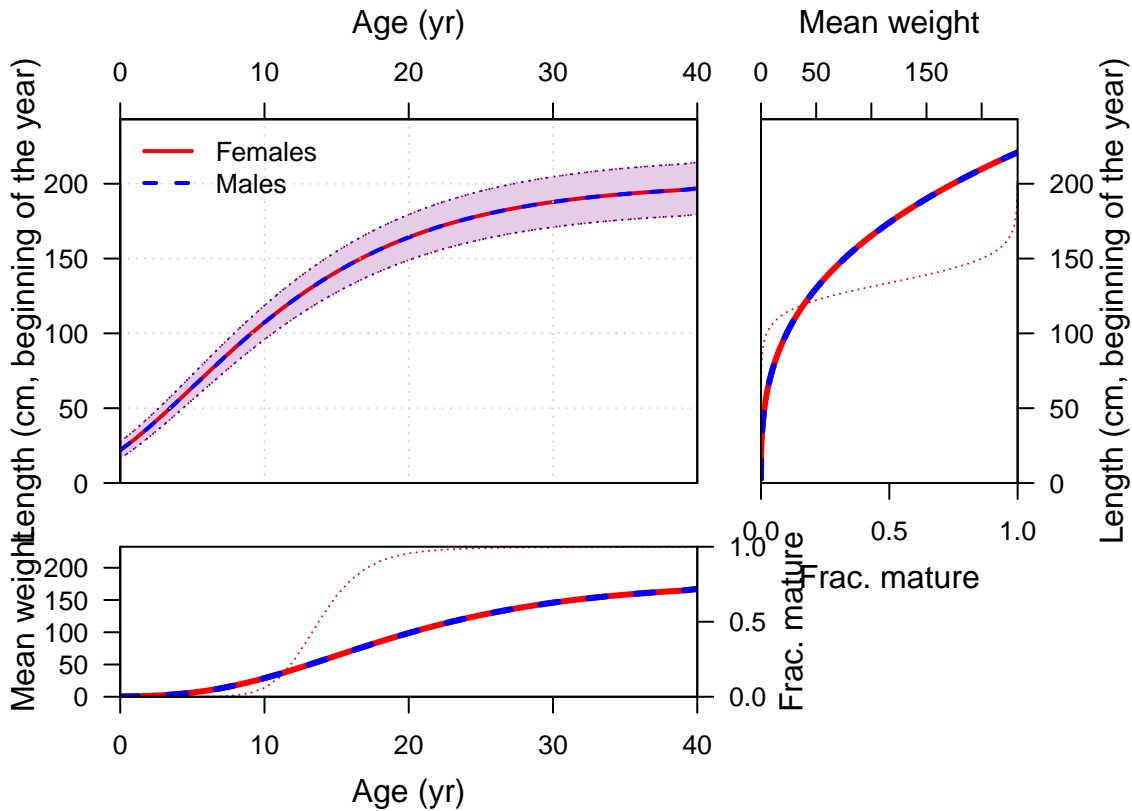 Age (yr)
0 10 20 30 40
Mean weight
0 50 150
Length (cm, beginning of the year)
200
150
100
50
0
Females
Males
200
150
100
50
0
Length (cm, beginning of the year)
0.0 0.5 1.0
Frac. mature
Mean weight
200
150
100
50
0
1.0
0.5
0.0
Frac. mature
0 10 20 30 40
Age (yr)